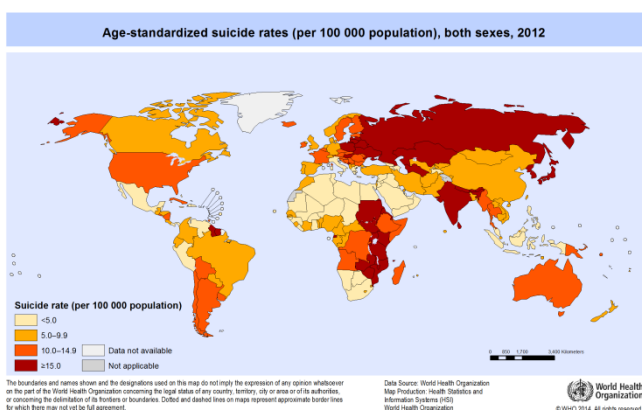 Age-standardized suicide rates (per 100 000 population), both sexes, 2012
Suicide rate (per 100 000 population)
<5.0
5.0–9.9
10.0–14.9
≥15.0
Data not available
Not applicable
0 850 1,700 3,400 Kilometers
The boundaries and names shown and the designations used on this map do not imply the expression of any opinion whatsoever
on the part of the World Health Organization concerning the legal status of any country, territory, city or area or of its authorities,
or concerning the delimitation of its frontiers or boundaries. Dotted and dashed lines on maps represent approximate border lines
for which there may not yet be full agreement.
Data Source: World Health Organization
Map Production: Health Statistics and
Information Systems (HSI)
World Health Organization
World Health
Organization
© WHO 2014. All rights reserved.